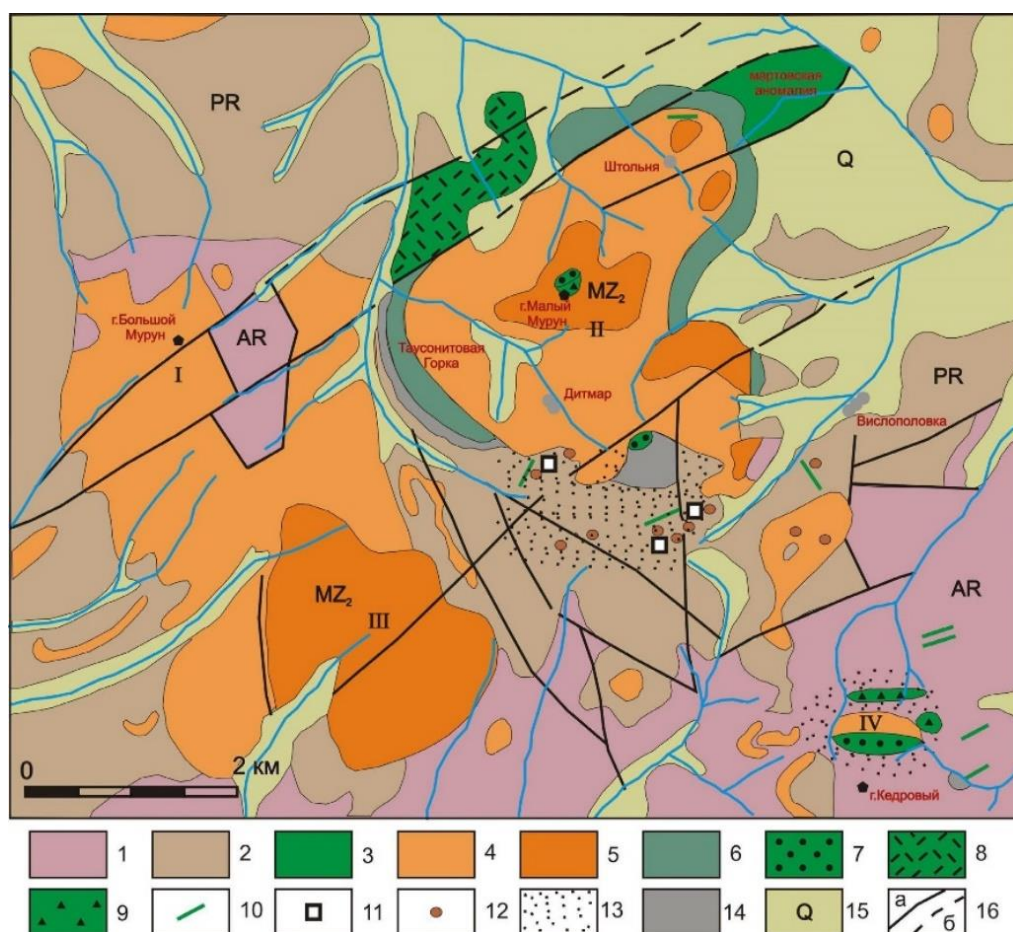 PR
мартовская
аномалия
Штольня
Q
г.Большой
Мурун
AR
I
г.Малый
Мурун
MZ2
II
Таусонитовая
Горка
Дитмар
PR
Вислополовка
MZ2
III
AR
IV
г.Кедровый
0 2 км
1 2 3 4 5 6 7 8
9 10 11 12 13 14 Q 15 а б 16